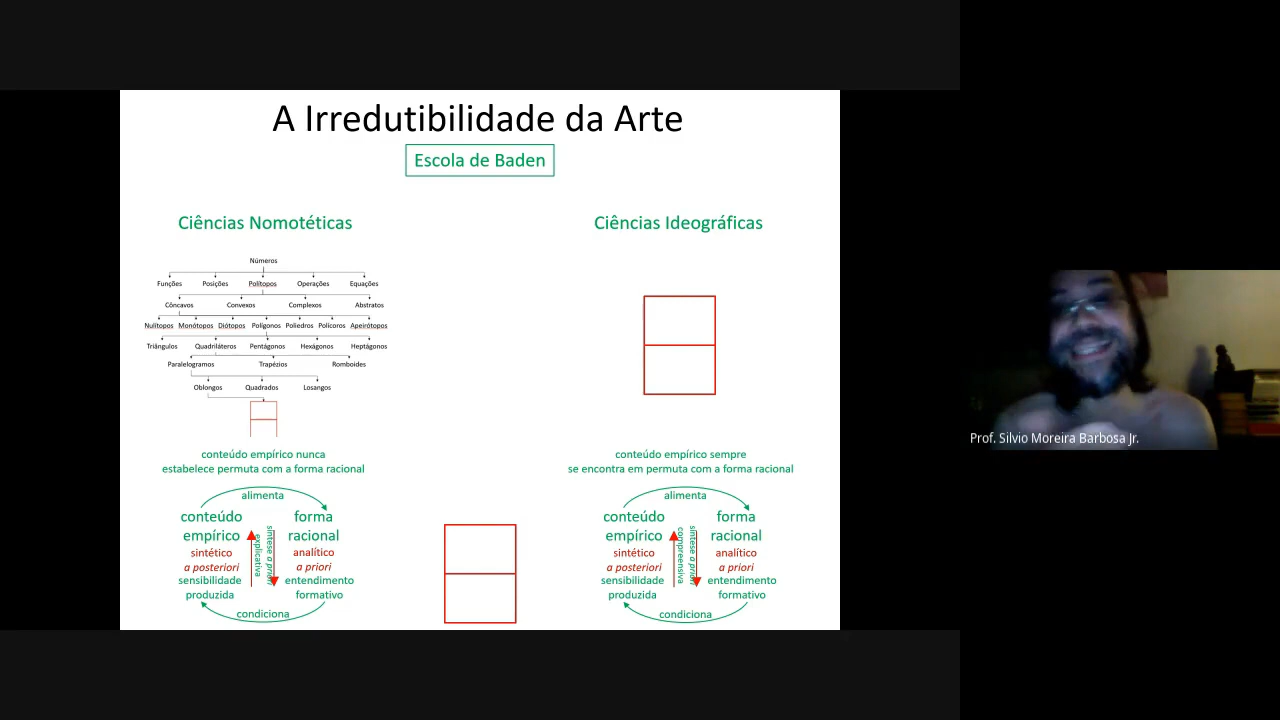 A Irredutibilidade da Arte
Escola de Baden
Ciências Nomotéticas
Números
Funções Posições Polítopos Operações Equações
Côncavos Convexos Complexos Abstratos
Nulítopos Monótopos Diótopos Polígonos Poliedros Polícoros Apeirótopos
Triângulos Quadriláteros Pentágonos Hexágonos Heptágonos
Paralelogramos Trapézios Romboides
Oblongos Quadrados Losangos
conteúdo empírico nunca
estabelece permuta com a forma racional
alimenta
conteúdo forma
empírico racional
sintético analítico
a posteriori a priori
sensibilidade entendimento
produzida formativo
explicativa
síntese a priori
condiciona
Ciências Ideográficas
conteúdo empírico sempre
se encontra em permuta com a forma racional
alimenta
conteúdo forma
empírico racional
sintético analítico
a posteriori a priori
sensibilidade entendimento
produzida formativo
compreensiva
síntese a priori
condiciona
Prof. Silvio Moreira Barbosa Jr.